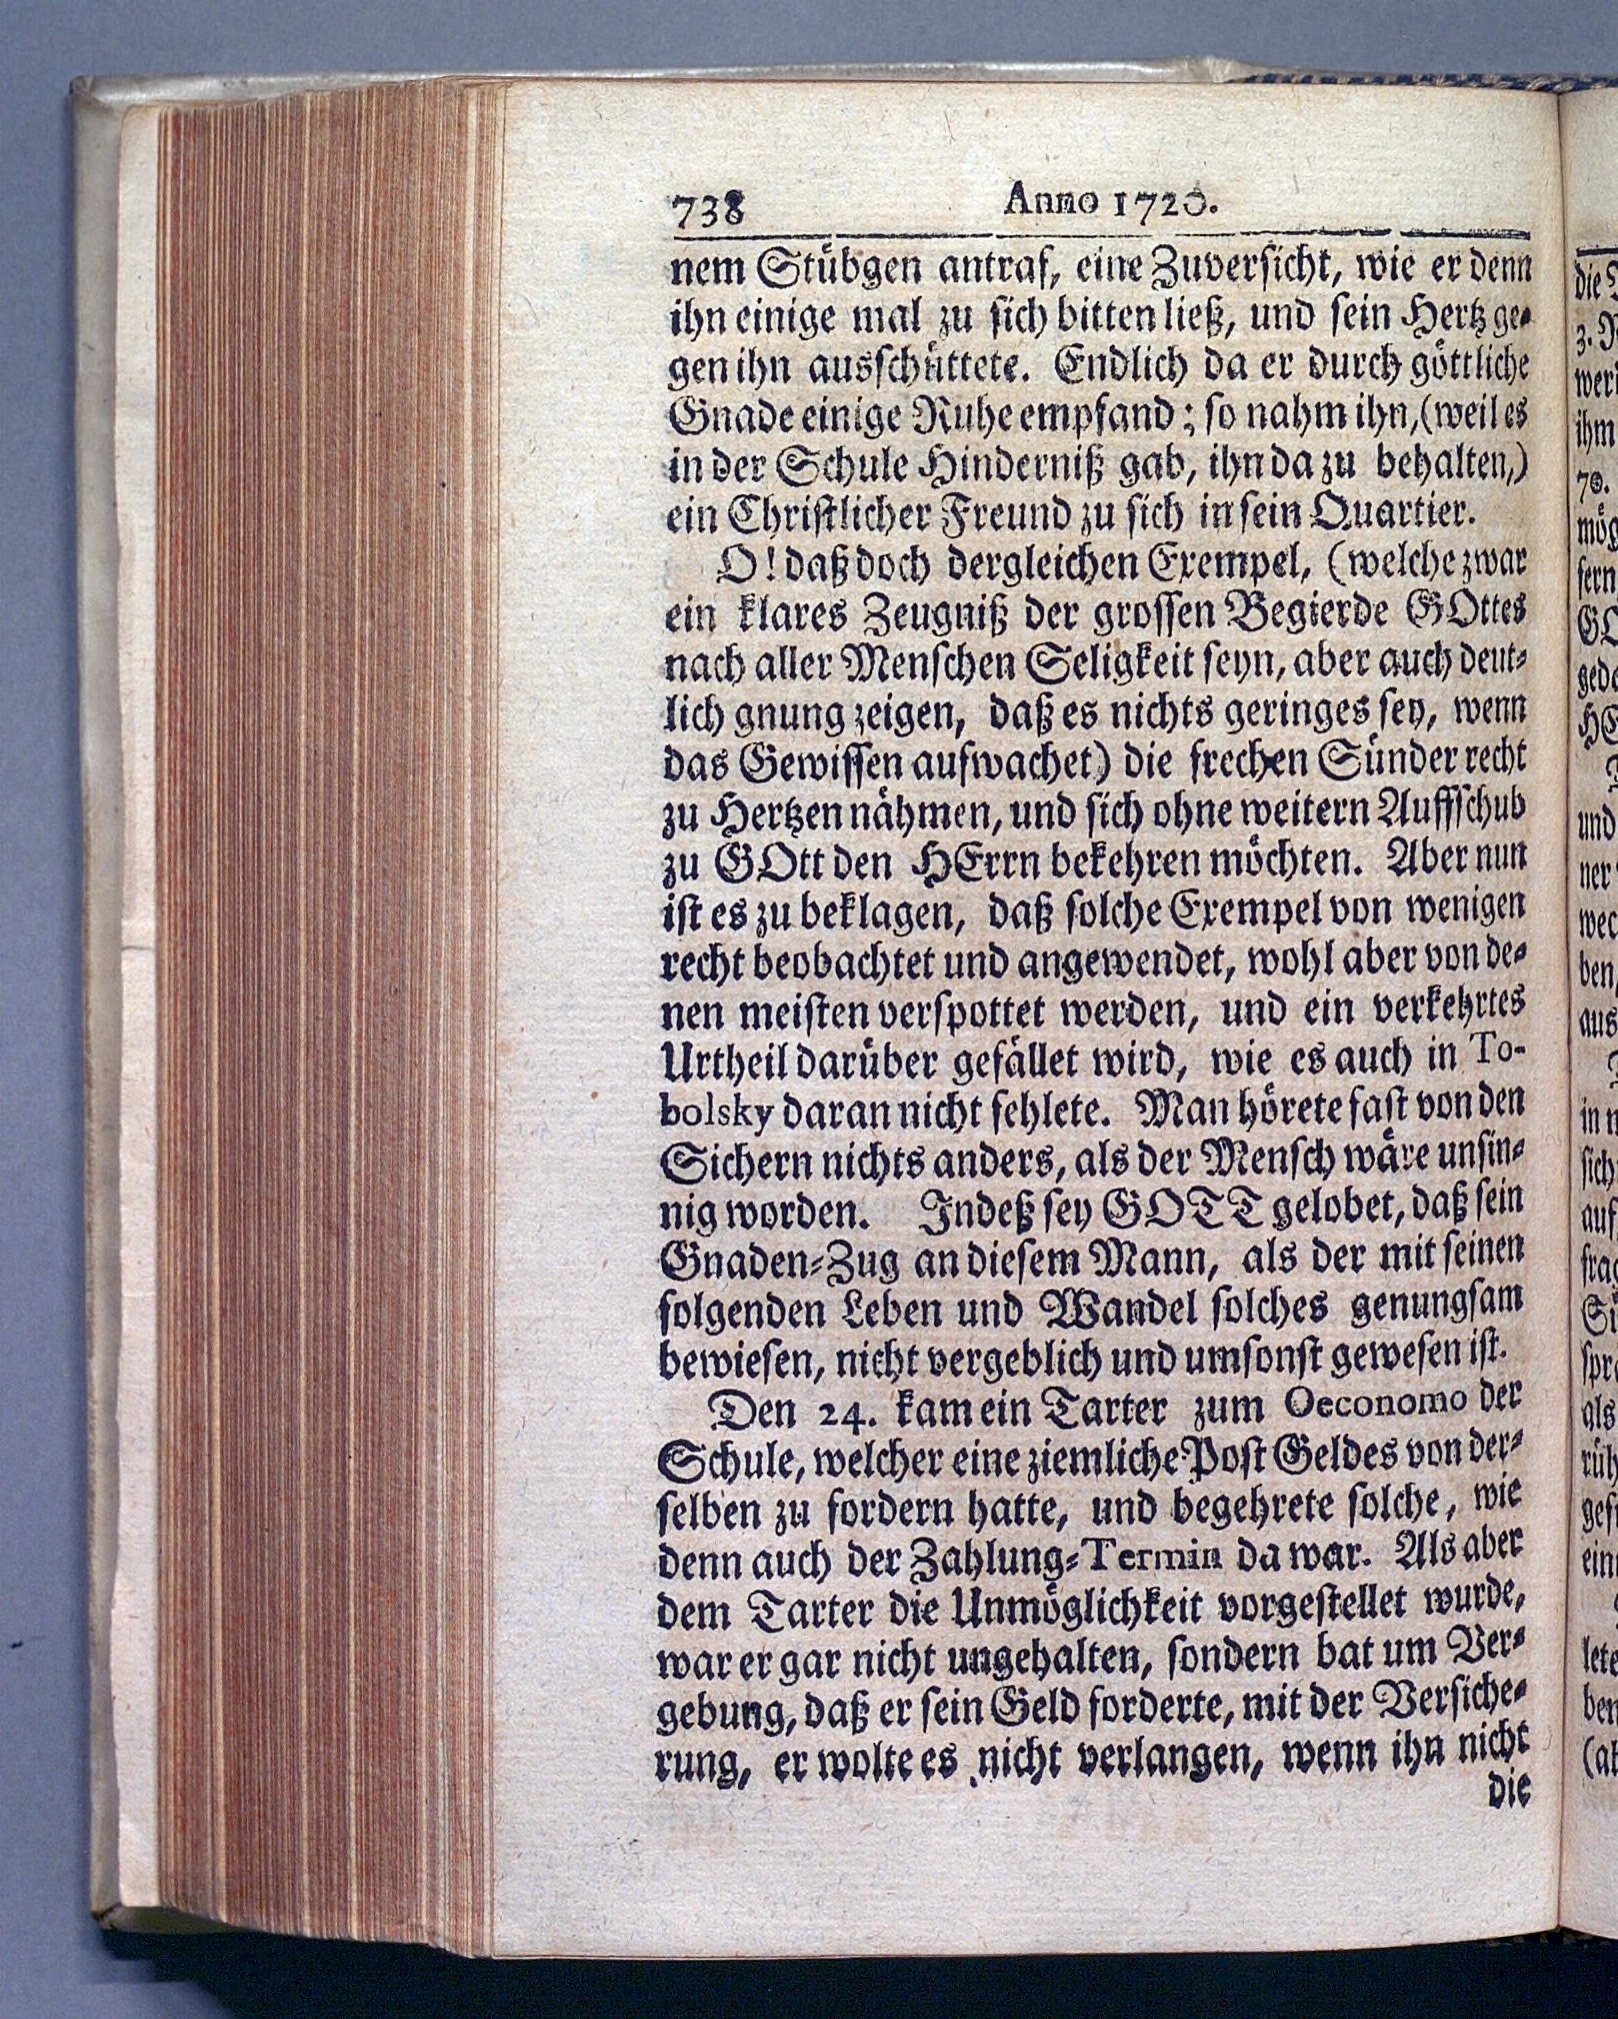 738 Anno 1720.
nem Stübgen antraf, eine Zuversicht, wie er denn
ihn einige mal zu sich bitten ließ, und sein Hertz ge-
gen ihn ausschüttete. Endlich da er durch göttliche
Gnade einige Ruhe empfand; so nahm ihn, (weil es
in der Schule Hinderniß gab, ihn da zu behalten,)
ein Christlicher Freund zu sich in sein Quartier.
O! daß doch dergleichen Exempel, (welche zwar
ein klares Zeugniß der grossen Begierde GOttes
nach aller Menschen Seligkeit seyn, aber auch deut-
lich gnung zeigen, daß es nichts geringes sey, wenn
das Gewissen aufwachet) die frechen Sünder recht
zu Hertzen nähmen, und sich ohne weitern Auffschub
zu GOtt den HErrn bekehren möchten. Aber nun
ist es zu beklagen, daß solche Exempel von wenigen
recht beobachtet und angewendet, wohl aber von de-
nen meisten verspottet werden, und ein verkehrtes
Urtheil darüber gefället wird, wie es auch in To-
bolsky daran nicht fehlete. Man hörete fast von den
Sichern nichts anders, als der Mensch wäre unsin-
nig worden. Indeß sey GOTT gelobet, daß sein
Gnaden-Zug an diesem Mann, als der mit seinen
folgenden Leben und Wandel solches genungsam
bewiesen, nicht vergeblich und umsonst gewesen ist.
Den 24. kam ein Tarter zum Oeconomo der
Schule, welcher eine ziemliche Post Geldes von der-
selben zu fordern hatte, und begehrete solche, wie
denn auch der Zahlung-Termin da war. Als aber
dem Tarter die Unmöglichkeit vorgestellet wurde,
war er gar nicht ungehalten, sondern bat um Ver-
gebung, daß er sein Geld forderte, mit der Versiche-
rung, er wolte es nicht verlangen, wenn ihn nicht
die